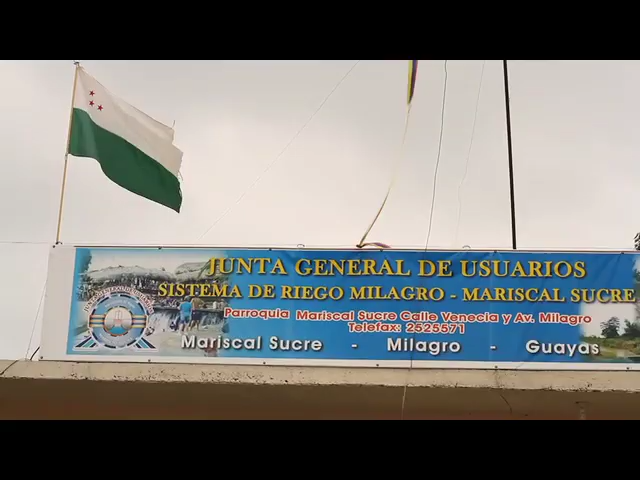 JUNTA GENERAL DE USUARIOS
SISTEMA DE RIEGO MILAGRO - MARISCAL SUCRE
Parroquia Mariscal Sucre Calle Venecia y Av. Milagro
Telefax: 2525571
Mariscal Sucre - Milagro - Guayas